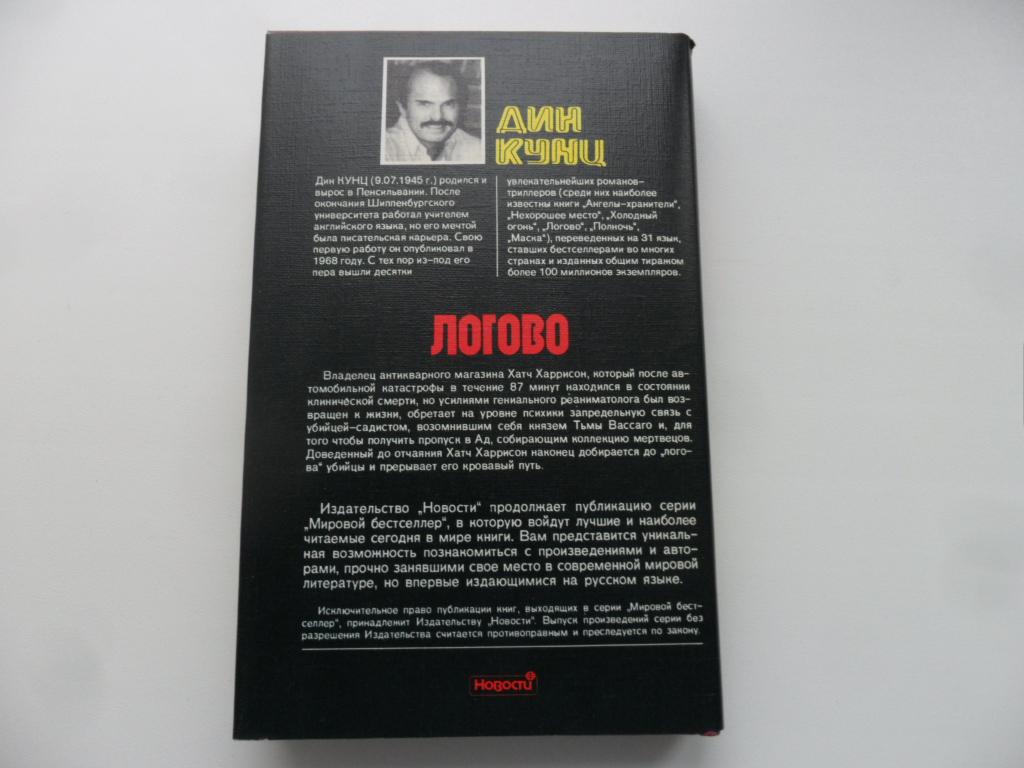 ДИН
КУНЦ
Дин КУНЦ (9.07.1945 г.) родился и
вырос в Пенсильвании. После
окончания Шиппенбургского
университета работал учителем
английского языка, но его мечтой
была писательская карьера. Свою
первую работу он опубликовал в
1968 году. С тех пор из-под его
пера вышли десятки
увлекательнейших романов-
триллеров (среди них наиболее
известны книги „Ангелы-хранители“,
„Нехорошее место“, „Холодный
огонь“, „Логово“, „Полночь“,
„Маска“), переведенных на 31 язык,
ставших бестселлерами во многих
странах и изданных общим тиражом
более 100 миллионов экземпляров.
ЛОГОВО
Владелец антикварного магазина Хатч Харрисон, который после ав-
томобильной катастрофы в течение 87 минут находился в состоянии
клинической смерти, но усилиями гениального реаниматолога был воз-
вращен к жизни, обретает на уровне психики запредельную связь с
убийцей-садистом, возомнившим себя князем Тьмы Вассаго и, для
того чтобы получить пропуск в Ад, собирающим коллекцию мертвецов.
Доведенный до отчаяния Хатч Харрисон наконец добирается до „лого-
ва“ убийцы и прерывает его кровавый путь.
Издательство „Новости“ продолжает публикацию серии
„Мировой бестселлер“, в которую войдут лучшие и наиболее
читаемые сегодня в мире книги. Вам представится уникаль-
ная возможность познакомиться с произведениями и авто-
рами, прочно занявшими свое место в современной мировой
литературе, но впервые издающимися на русском языке.
Исключительное право публикации книг, выходящих в серии „Мировой бест-
селлер“, принадлежит Издательству „Новости“. Выпуск произведений серии без
разрешения Издательства считается противоправным и преследуется по закону.
Новости